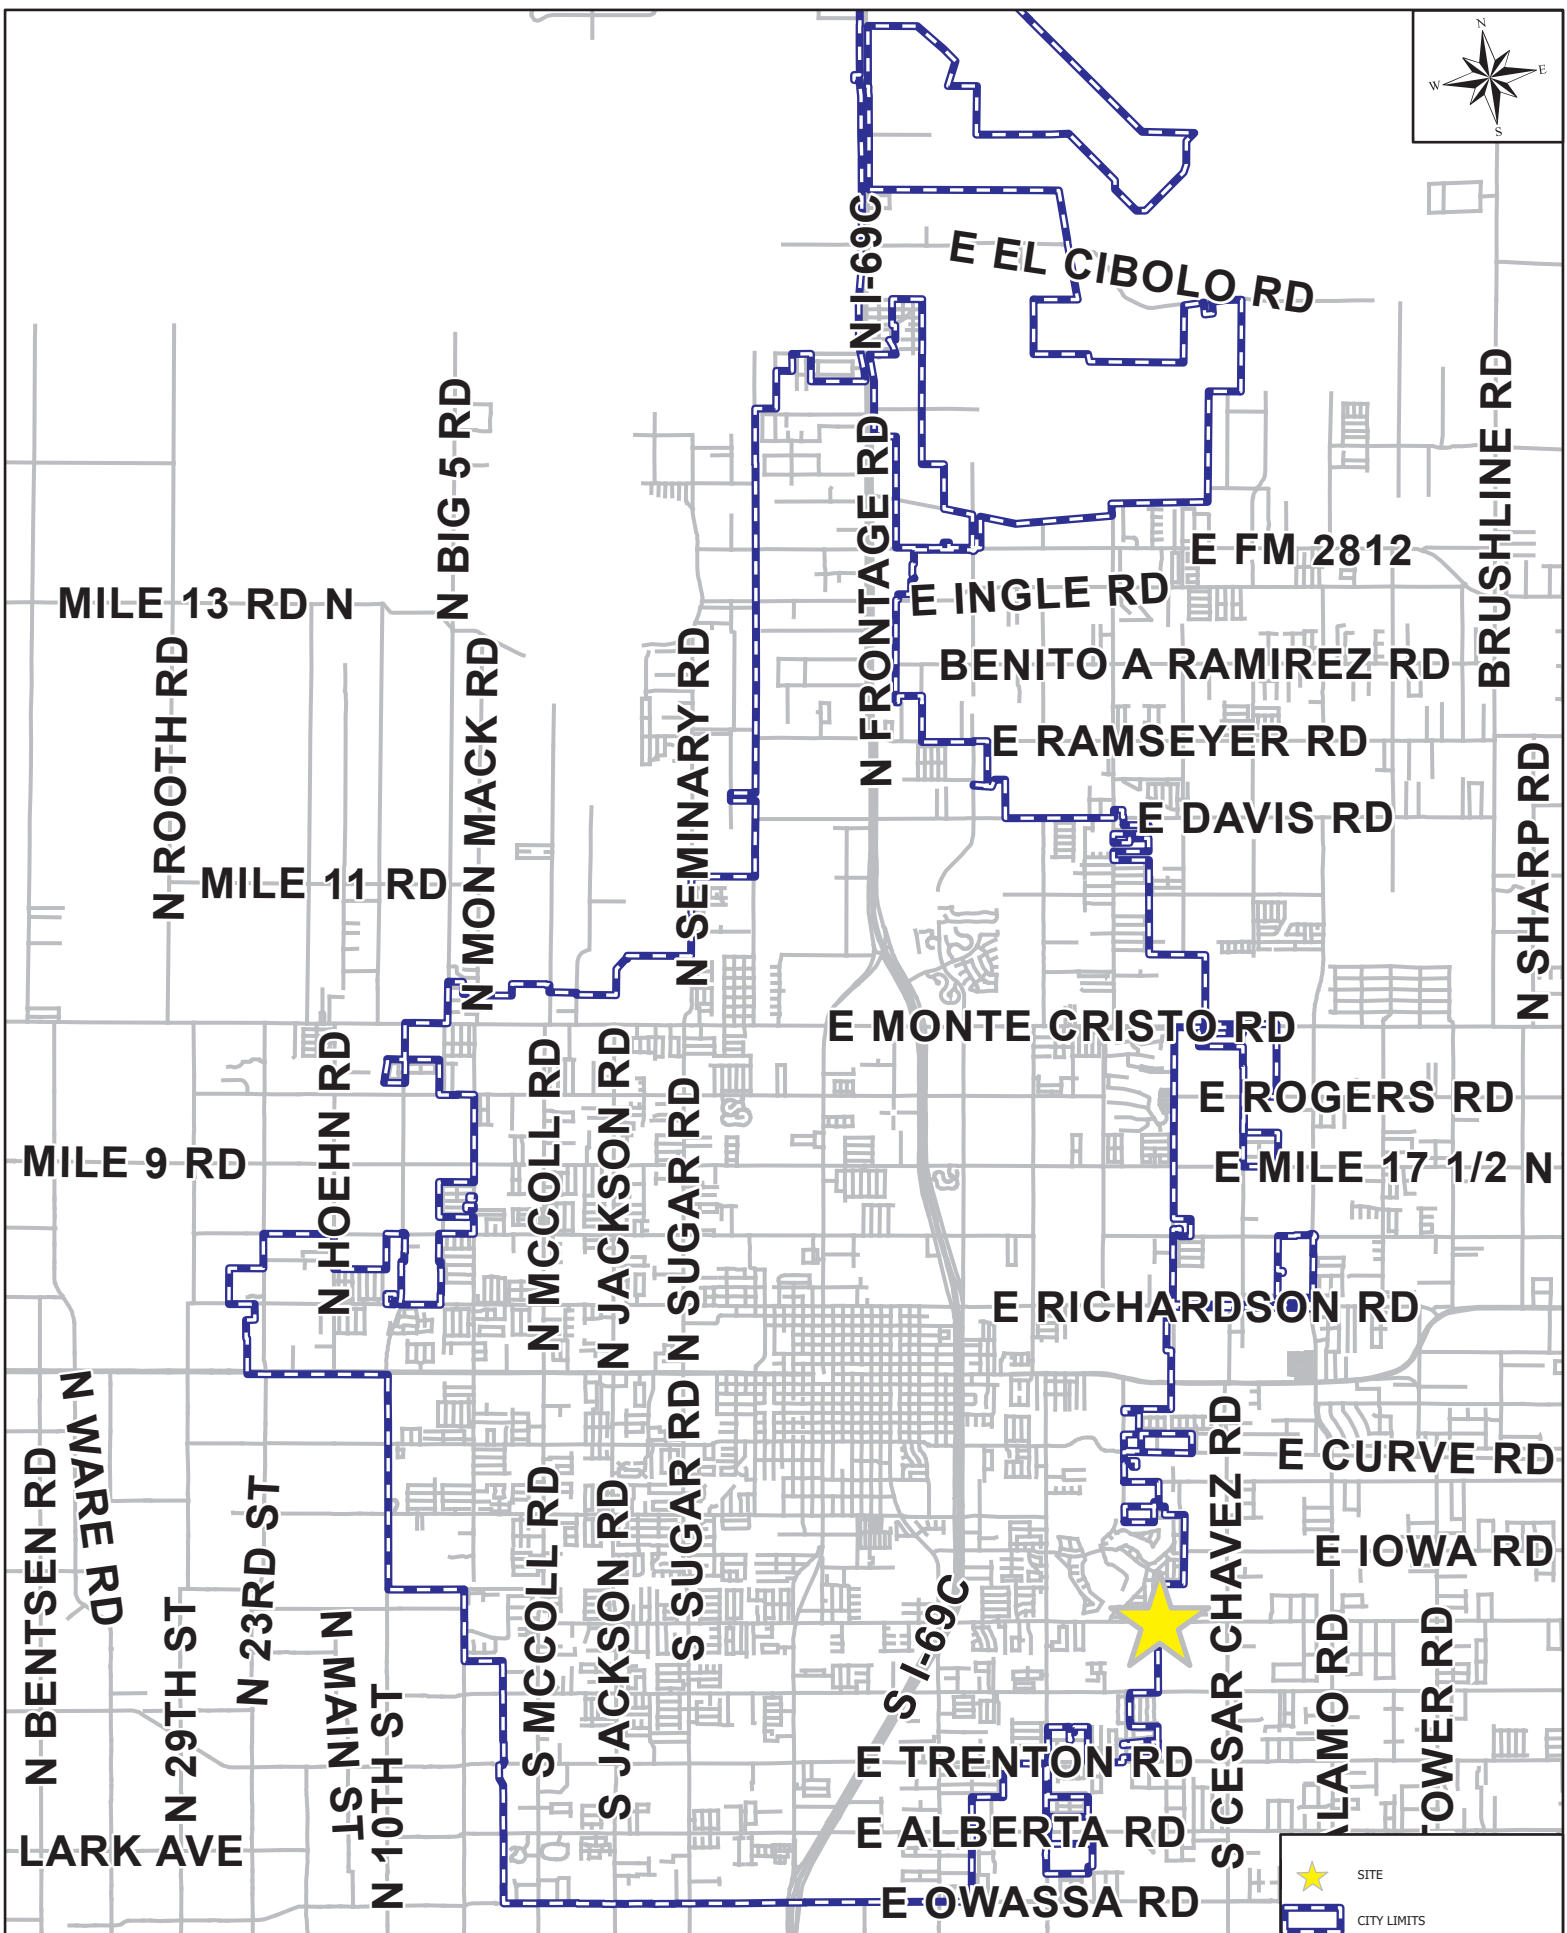 N
W
E
S
N I-69C
E EL CIBOLO RD
N BIG 5 RD
N FRONTAGE RD
BRUSHLINE RD
E FM 2812
MILE 13 RD N
E INGLE RD
N ROOTH RD
N MON MACK RD
N SEMINARY RD
BENITO A RAMIREZ RD
E RAMSEYER RD
E DAVIS RD
N SHARP RD
MILE 11 RD
E MONTE CRISTO RD
N HOEHN RD
N MCCOLL RD
N JACKSON RD
N SUGAR RD
E ROGERS RD
MILE 9 RD
E MILE 17 1/2 N
E RICHARDSON RD
N WARE RD
S SUGAR RD
S CESAR CHAVEZ RD
E CURVE RD
N BENTSEN RD
N 23RD ST
S MCCOLL RD
S JACKSON RD
E IOWA RD
N 29TH ST
N MAIN ST
S I-69C
ALAMO RD
TOWER RD
N 10TH ST
E TRENTON RD
E ALBERTA RD
LARK AVE
E OWASSA RD
SITE
CITY LIMITS